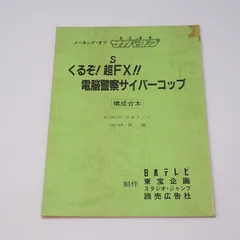 メーキング・オブ
サイバーコップ
S
くるぞ!超FX!!
電脳警察サイバーコップ
構成台本
制作
日本テレビ
東宝企画
スタジオ・ジャンプ
読売広告社